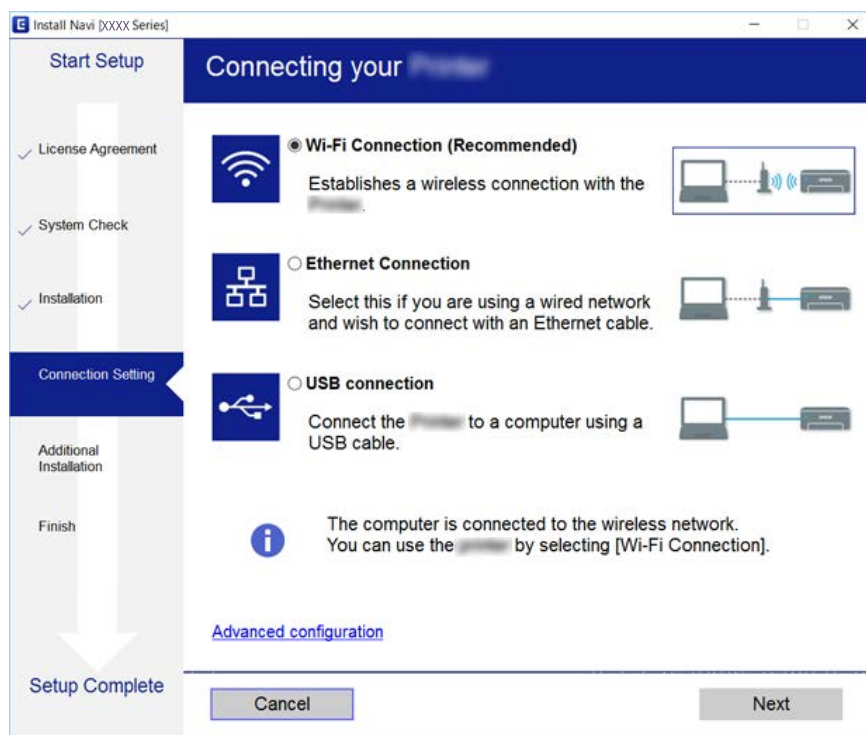 E Install Navi [XXXX Series]
Start Setup
License Agreement
System Check
Installation
Connection Setting
Additional
Installation
Finish
Setup Complete
Connecting your
Wi-Fi Connection (Recommended)
Establishes a wireless connection with the
.
Ethernet Connection
Select this if you are using a wired network
and wish to connect with an Ethernet cable.
USB connection
Connect the to a computer using a
USB cable.
i
The computer is connected to the wireless network.
You can use the by selecting [Wi-Fi Connection].
Advanced configuration
Cancel
Next